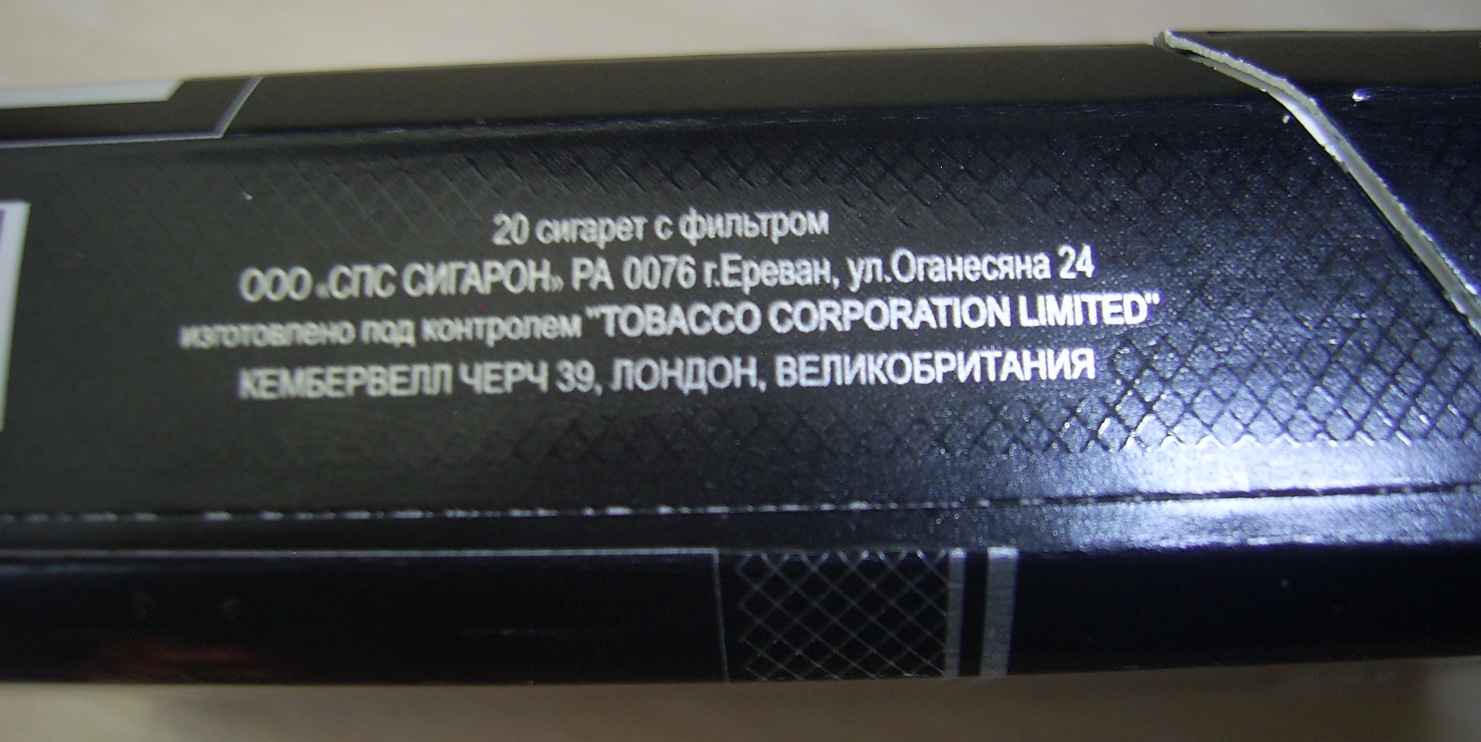 20 сигарет с фильтром
ООО «СПС СИГАРОН» РА 0076 г.Ереван, ул.Оганесяна 24
изготовлено под контролем "TOBACCO CORPORATION LIMITED"
КЕМБЕРВЕЛЛ ЧЕРЧ 39, ЛОНДОН, ВЕЛИКОБРИТАНИЯ